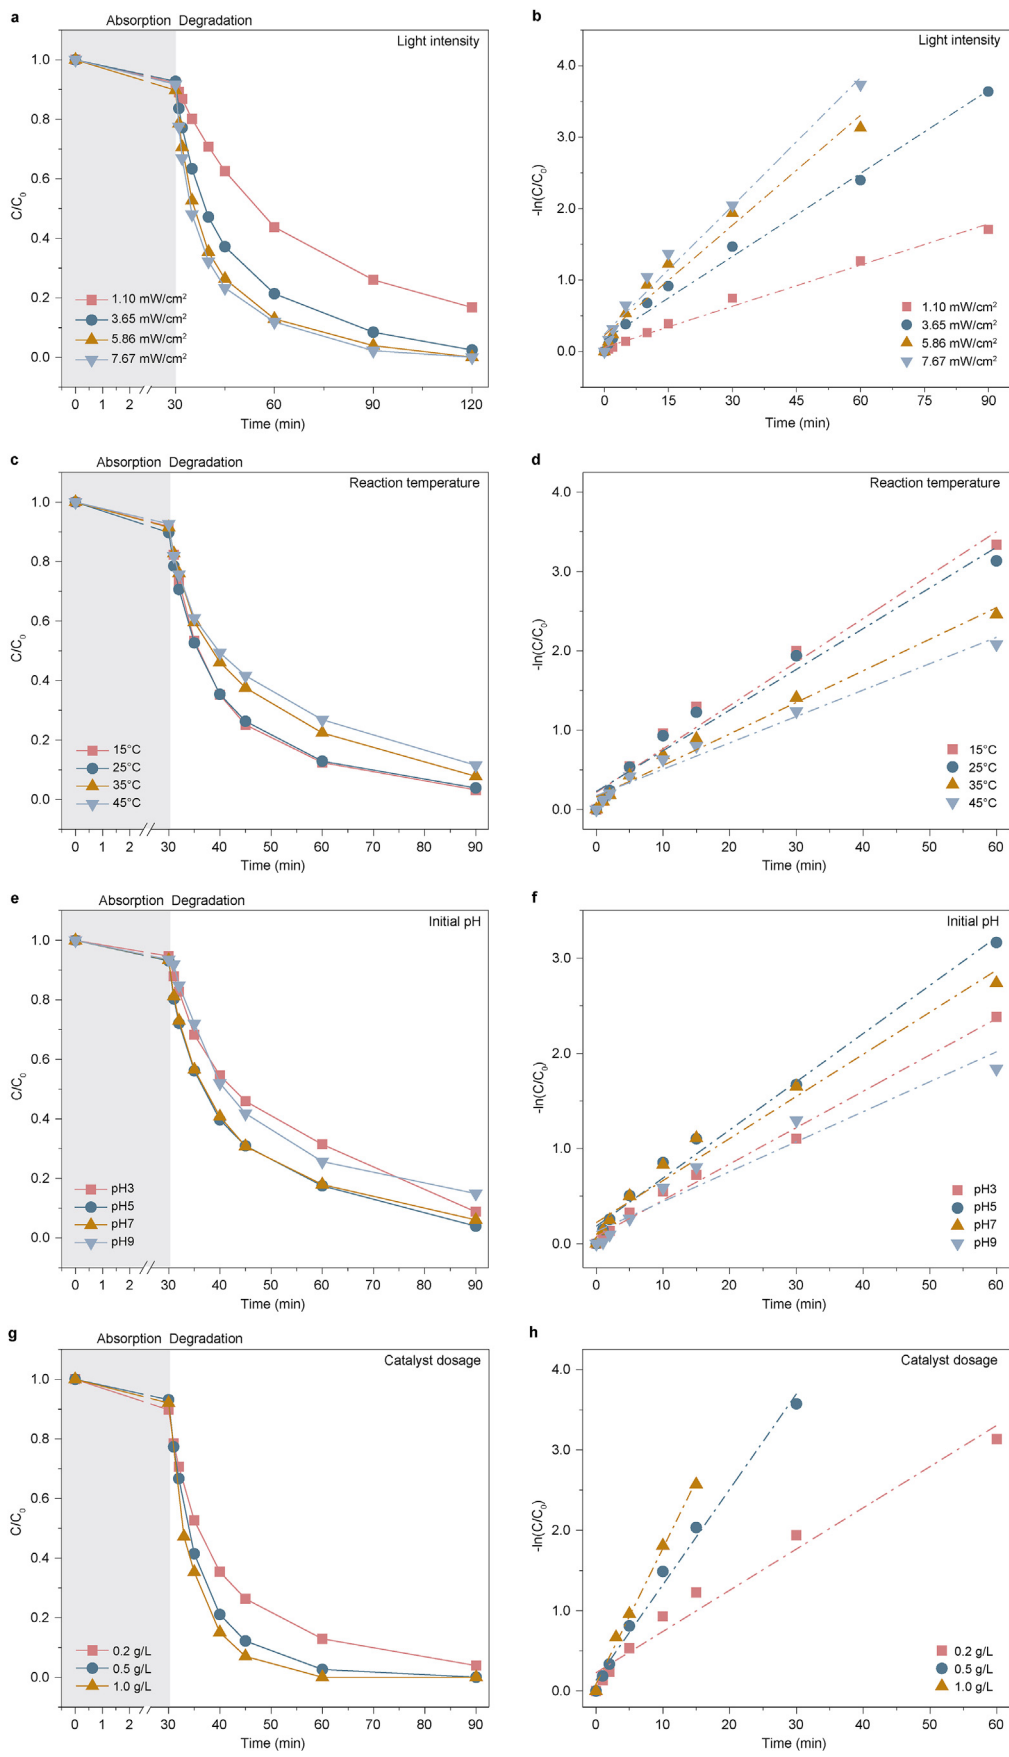 a
Absorption Degradation
Light intensity
1.0
0.8
0.6
0.4
0.2
0.0
C/C0
1.10 mW/cm²
3.65 mW/cm²
5.86 mW/cm²
7.67 mW/cm²
0 1 2 30 60 90 120
Time (min)
b
Light intensity
4.0
3.0
2.0
1.0
0.0
-ln(C/C0)
1.10 mW/cm²
3.65 mW/cm²
5.86 mW/cm²
7.67 mW/cm²
0 15 30 45 60 75 90
Time (min)
c
Absorption Degradation
Reaction temperature
1.0
0.8
0.6
0.4
0.2
0.0
C/C0
15°C
25°C
35°C
45°C
0 1 2 30 40 50 60 70 80 90
Time (min)
d
Reaction temperature
4.0
3.0
2.0
1.0
0.0
-ln(C/C0)
15°C
25°C
35°C
45°C
0 10 20 30 40 50 60
Time (min)
e
Absorption Degradation
Initial pH
1.0
0.8
0.6
0.4
0.2
0.0
C/C0
pH3
pH5
pH7
pH9
0 1 2 30 40 50 60 70 80 90
Time (min)
f
Initial pH
3.0
2.0
1.0
0.0
-ln(C/C0)
pH3
pH5
pH7
pH9
0 10 20 30 40 50 60
Time (min)
g
Absorption Degradation
Catalyst dosage
1.0
0.8
0.6
0.4
0.2
0.0
C/C0
0.2 g/L
0.5 g/L
1.0 g/L
0 1 2 30 40 50 60 70 80 90
Time (min)
h
Catalyst dosage
4.0
3.0
2.0
1.0
0.0
-ln(C/C0)
0.2 g/L
0.5 g/L
1.0 g/L
0 10 20 30 40 50 60
Time (min)